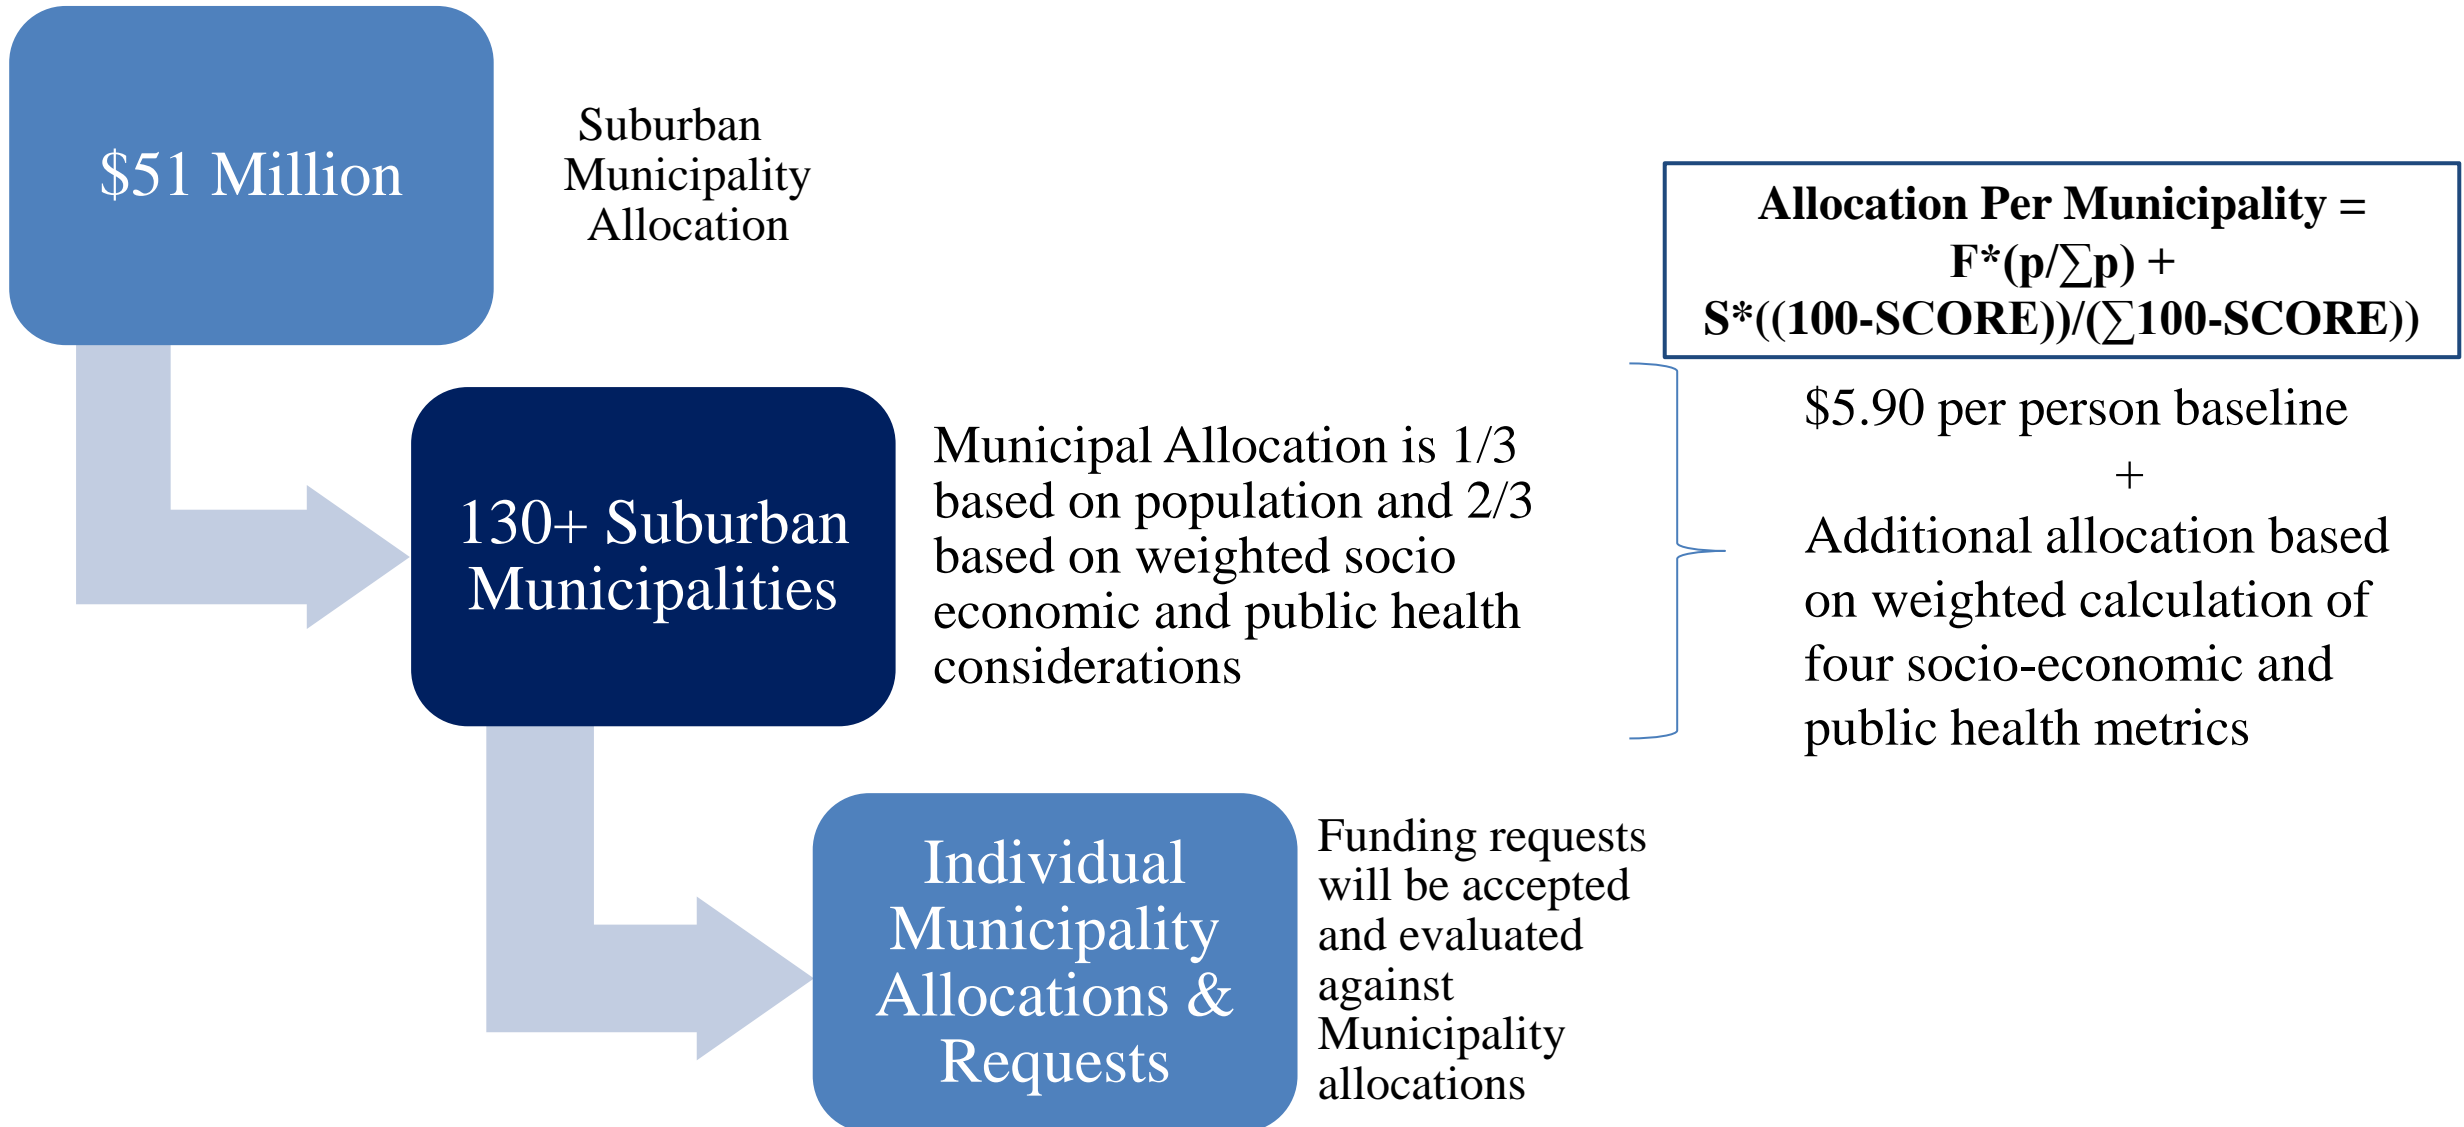 $51 Million
Suburban
Municipality
Allocation
Allocation Per Municipality =
F*(p/∑p) +
S*((100-SCORE))/(∑100-SCORE))
130+ Suburban
Municipalities
Municipal Allocation is 1/3
based on population and 2/3
based on weighted socio
economic and public health
considerations
$5.90 per person baseline
+
Additional allocation based
on weighted calculation of
four socio-economic and
public health metrics
Individual
Municipality
Allocations &
Requests
Funding requests
will be accepted
and evaluated
against
Municipality
allocations